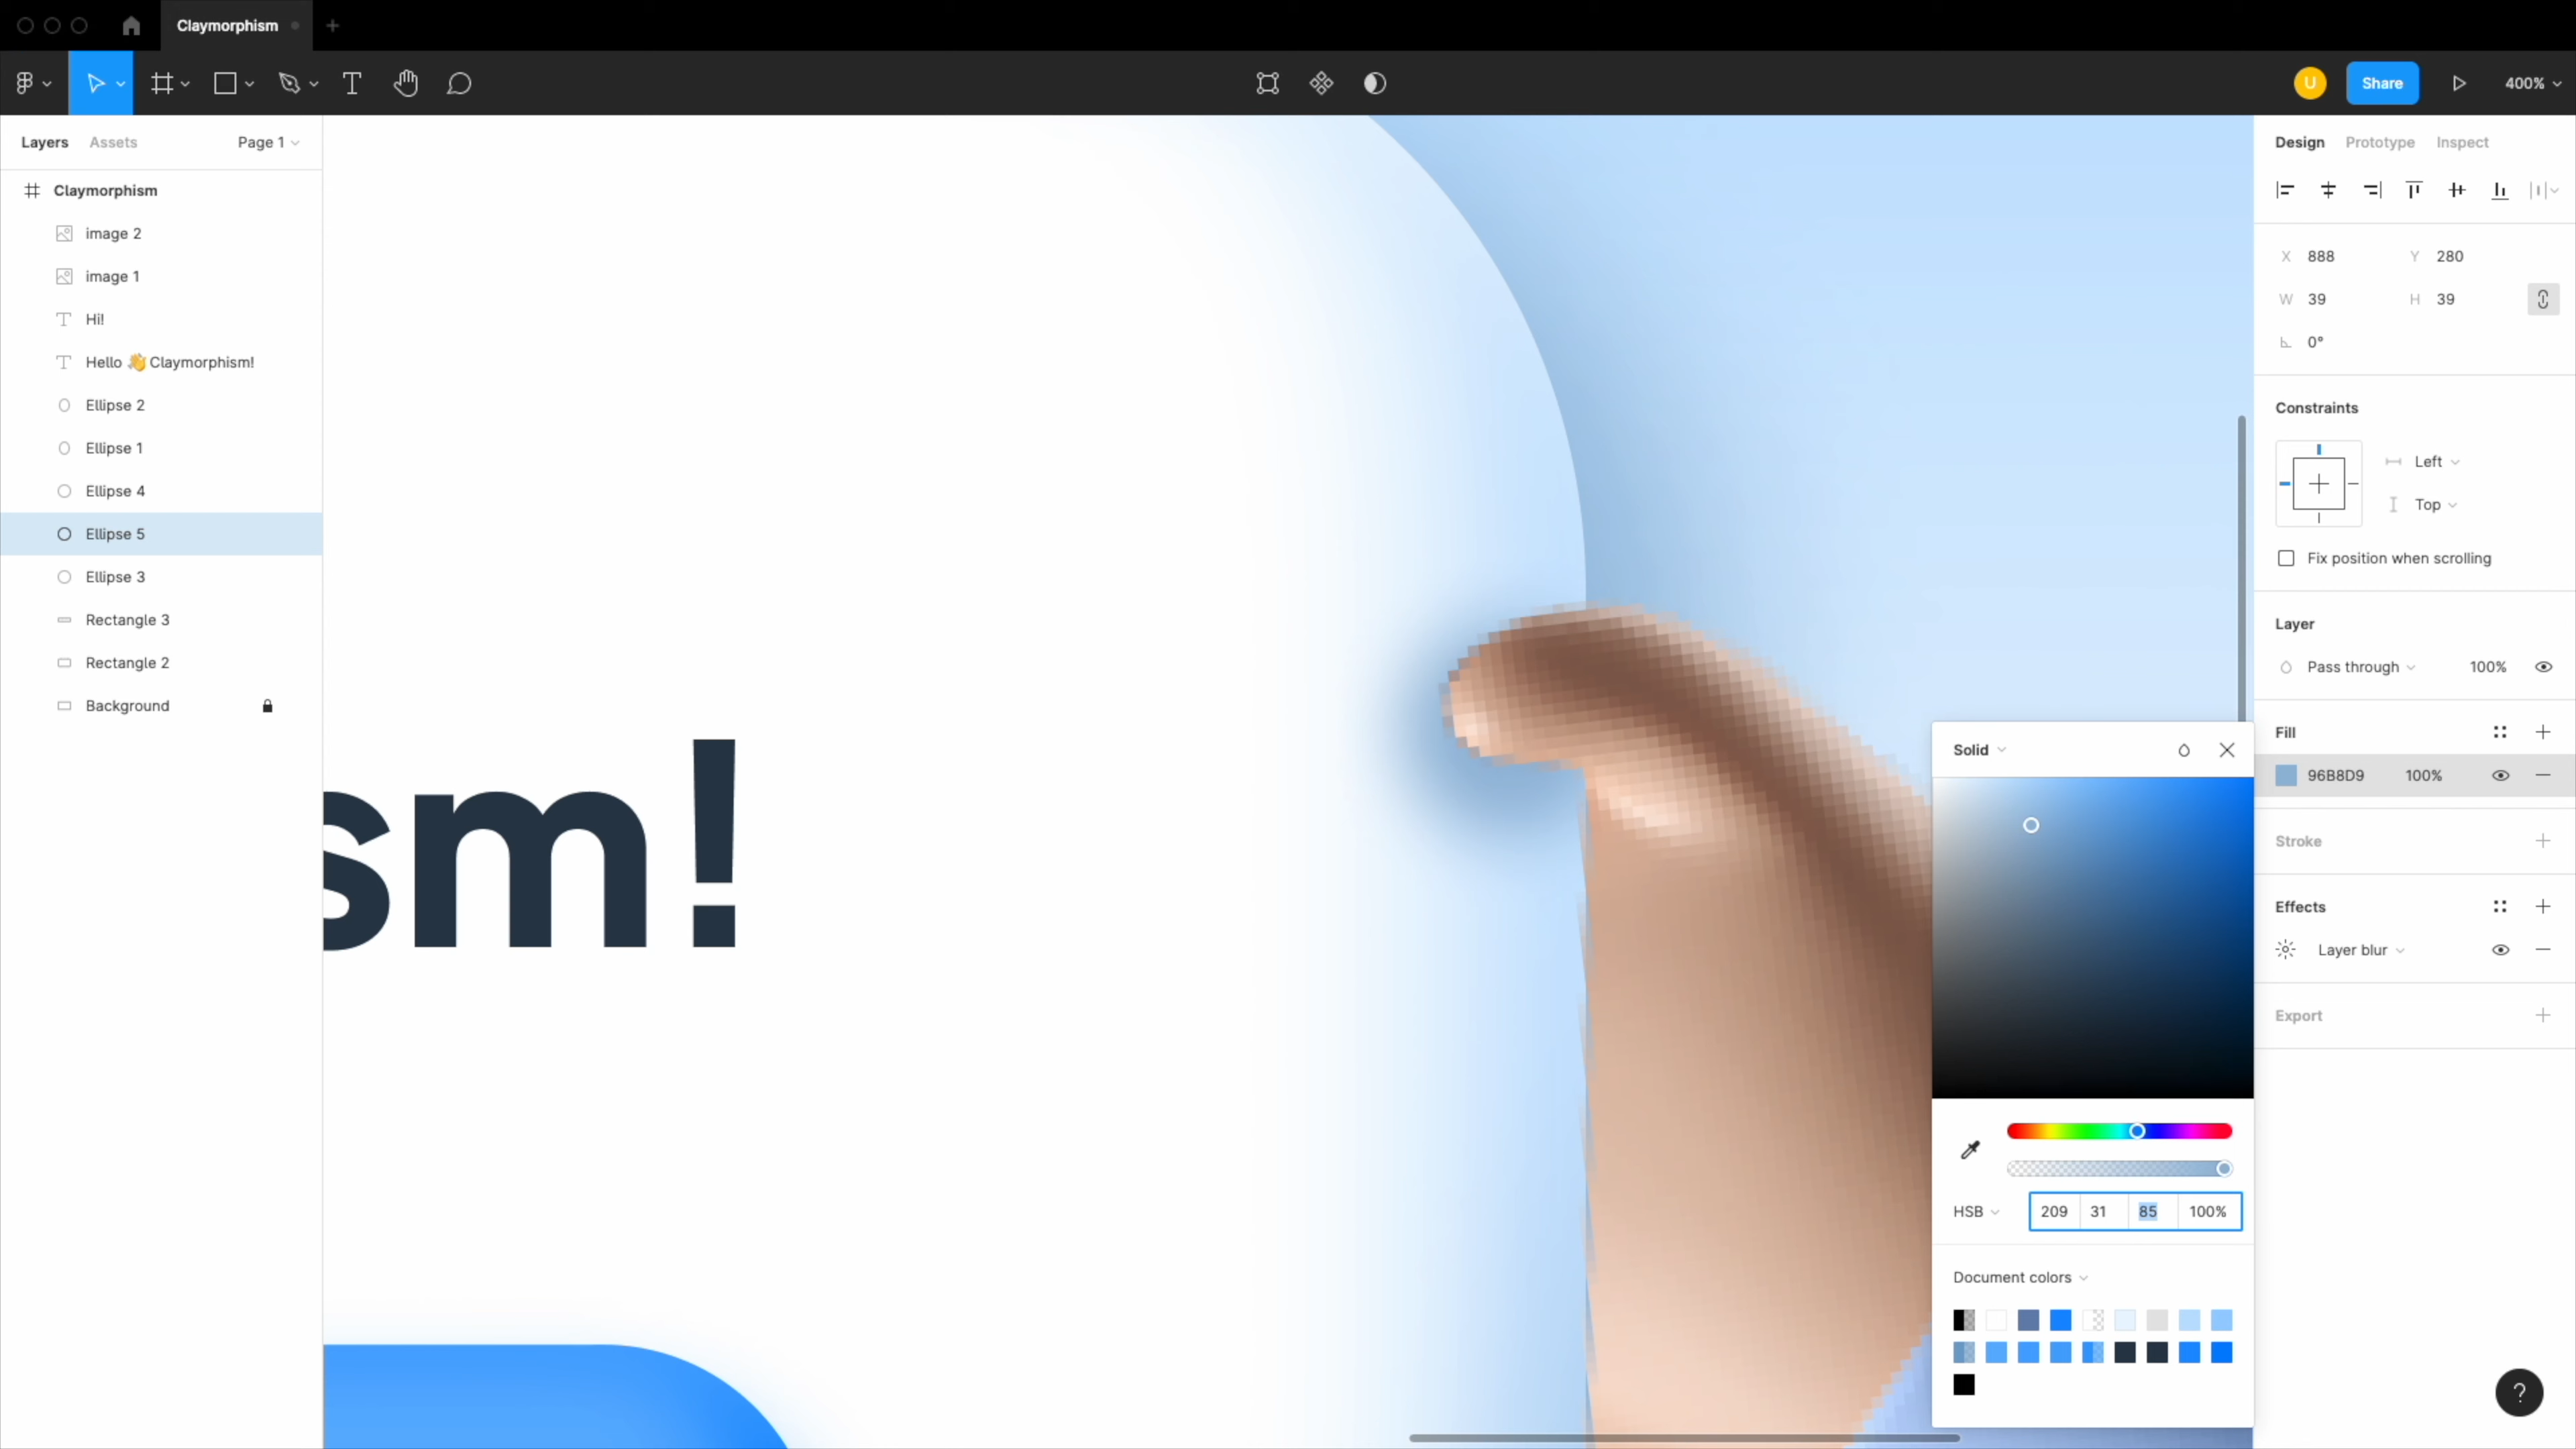 Claymorphism
U
Share
400%
Layers Assets Page 1
Claymorphism
image 2
image 1
Hi!
Hello 👋 Claymorphism!
Ellipse 2
Ellipse 1
Ellipse 4
Ellipse 5
Ellipse 3
Rectangle 3
Rectangle 2
Background
sm!
Design Prototype Inspect
X 888 Y 280
W 39 H 39
0°
Constraints
Left
Top
Fix position when scrolling
Layer
Pass through 100%
Fill
96B8D9 100%
Stroke
Effects
Layer blur
Export
Solid
HSB 209 31 85 100%
Document colors
?